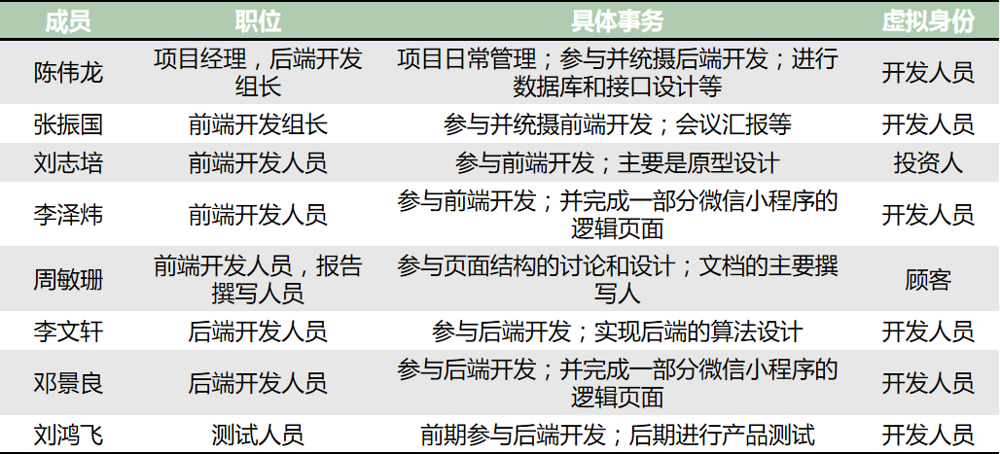 成员 职位 具体事务 虚拟身份
陈伟龙 项目经理，后端开发组长 项目日常管理；参与并统摄后端开发；进行数据库和接口设计等 开发人员
张振国 前端开发组长 参与并统摄前端开发；会议汇报等 开发人员
刘志培 前端开发人员 参与前端开发；主要是原型设计 投资人
李泽炜 前端开发人员 参与前端开发；并完成一部分微信小程序的逻辑页面 开发人员
周敏珊 前端开发人员，报告撰写人员 参与页面结构的讨论和设计；文档的主要撰写人 顾客
李文轩 后端开发人员 参与后端开发；实现后端的算法设计 开发人员
邓景良 后端开发人员 参与后端开发；并完成一部分微信小程序的逻辑页面 开发人员
刘鸿飞 测试人员 前期参与后端开发；后期进行产品测试 开发人员